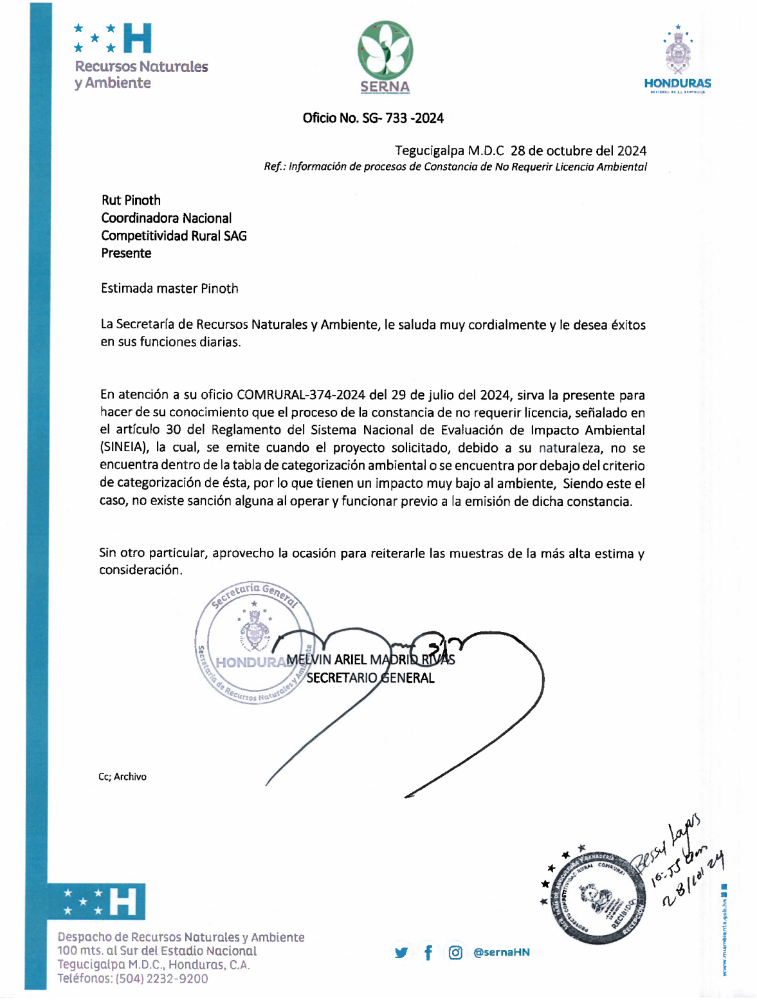 H
Recursos Naturales
y Ambiente
SERNA
HONDURAS
Oficio No. SG- 733 -2024
Tegucigalpa M.D.C  28 de octubre del 2024
Ref.: Información de procesos de Constancia de No Requerir Licencia Ambiental
Rut Pinoth
Coordinadora Nacional
Competitividad Rural SAG
Presente
Estimada master Pinoth
La Secretaría de Recursos Naturales y Ambiente, le saluda muy cordialmente y le desea éxitos
en sus funciones diarias.
En atención a su oficio COMRURAL-374-2024 del 29 de julio del 2024, sirva la presente para
hacer de su conocimiento que el proceso de la constancia de no requerir licencia, señalado en
el artículo 30 del Reglamento del Sistema Nacional de Evaluación de Impacto Ambiental
(SINEIA), la cual, se emite cuando el proyecto solicitado, debido a su naturaleza, no se
encuentra dentro de la tabla de categorización ambiental o se encuentra por debajo del criterio
de categorización de ésta, por lo que tienen un impacto muy bajo al ambiente,  Siendo este el
caso, no existe sanción alguna al operar y funcionar previo a la emisión de dicha constancia.
Sin otro particular, aprovecho la ocasión para reiterarle las muestras de la más alta estima y
consideración.
Secretaría General
HONDURAS
Secretaría de Recursos Naturales y Ambiente
MELVIN ARIEL MADRID RIVAS
SECRETARIO GENERAL
Cc; Archivo
PROYECTO COMPETITIVIDAD RURAL COMRURAL
RECIBIDO
RECEPCION
28/10/24
H
Despacho de Recursos Naturales y Ambiente
100 mts. al Sur del Estadio Nacional
Tegucigalpa M.D.C., Honduras, C.A.
Teléfonos: (504) 2232-9200
@sernaHN
www.miambiente.gob.hn